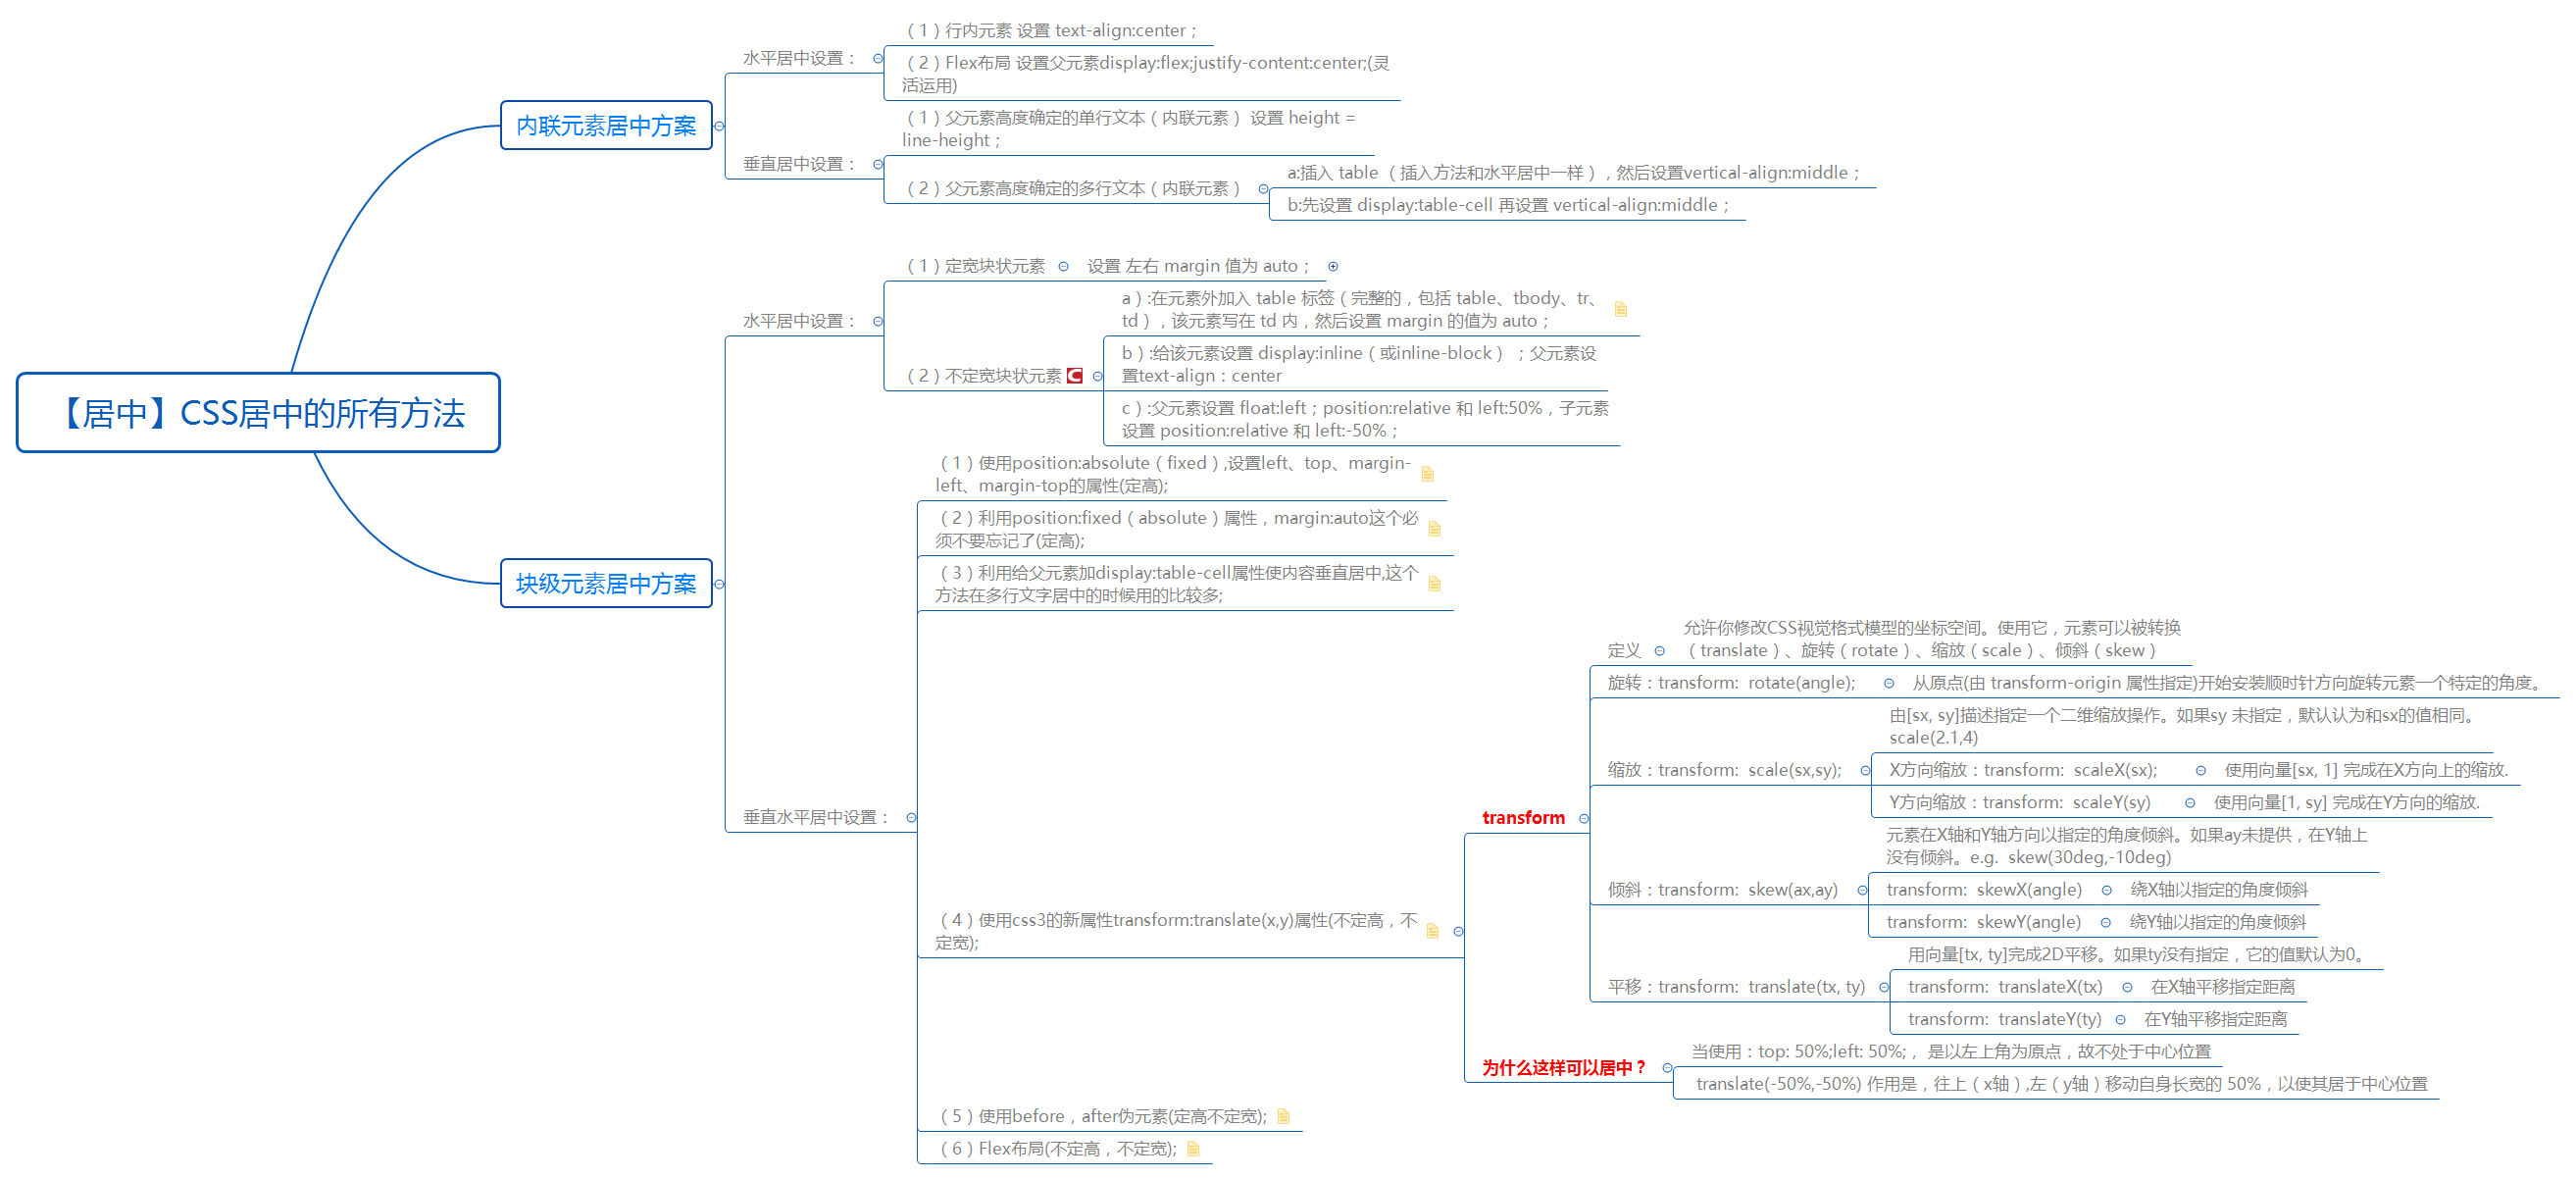 【居中】CSS居中的所有方法
内联元素居中方案
水平居中设置：
（1）行内元素 设置 text-align:center；
（2）Flex布局 设置父元素display:flex;justify-content:center;(灵
活运用)
垂直居中设置：
（1）父元素高度确定的单行文本（内联元素） 设置 height =
line-height；
（2）父元素高度确定的多行文本（内联元素）
a:插入 table （插入方法和水平居中一样），然后设置vertical-align:middle；
b:先设置 display:table-cell 再设置 vertical-align:middle；
块级元素居中方案
水平居中设置：
（1）定宽块状元素
设置 左右 margin 值为 auto；
（2）不定宽块状元素
a）:在元素外加入 table 标签（完整的，包括 table、tbody、tr、
td），该元素写在 td 内，然后设置 margin 的值为 auto；
b）:给该元素设置 display:inline（或inline-block） ；父元素设
置text-align：center
c）:父元素设置 float:left；position:relative 和 left:50%，子元素
设置 position:relative 和 left:-50%；
垂直水平居中设置：
（1）使用position:absolute（fixed）,设置left、top、margin-
left、margin-top的属性(定高);
（2）利用position:fixed（absolute）属性，margin:auto这个必
须不要忘记了(定高);
（3）利用给父元素加display:table-cell属性使内容垂直居中,这个
方法在多行文字居中的时候用的比较多;
（4）使用css3的新属性transform:translate(x,y)属性(不定高，不
定宽);
transform
定义
允许你修改CSS视觉格式模型的坐标空间。使用它，元素可以被转换
（translate）、旋转（rotate）、缩放（scale）、倾斜（skew）
旋转：transform: rotate(angle);
从原点(由 transform-origin 属性指定)开始安装顺时针方向旋转元素一个特定的角度。
缩放：transform: scale(sx,sy);
由[sx, sy]描述指定一个二维缩放操作。如果sy 未指定，默认认为和sx的值相同。
scale(2.1,4)
X方向缩放：transform: scaleX(sx);
使用向量[sx, 1] 完成在X方向上的缩放.
Y方向缩放：transform: scaleY(sy)
使用向量[1, sy] 完成在Y方向的缩放.
倾斜：transform: skew(ax,ay)
元素在X轴和Y轴方向以指定的角度倾斜。如果ay未提供，在Y轴上
没有倾斜。e.g. skew(30deg,-10deg)
transform: skewX(angle)
绕X轴以指定的角度倾斜
transform: skewY(angle)
绕Y轴以指定的角度倾斜
平移：transform: translate(tx, ty)
用向量[tx, ty]完成2D平移。如果ty没有指定，它的值默认为0。
transform: translateX(tx)
在X轴平移指定距离
transform: translateY(ty)
在Y轴平移指定距离
为什么这样可以居中？
当使用：top: 50%;left: 50%;， 是以左上角为原点，故不处于中心位置
translate(-50%,-50%) 作用是，往上（x轴）,左（y轴）移动自身长宽的 50%，以使其居于中心位置
（5）使用before，after伪元素(定高不定宽);
（6）Flex布局(不定高，不定宽);